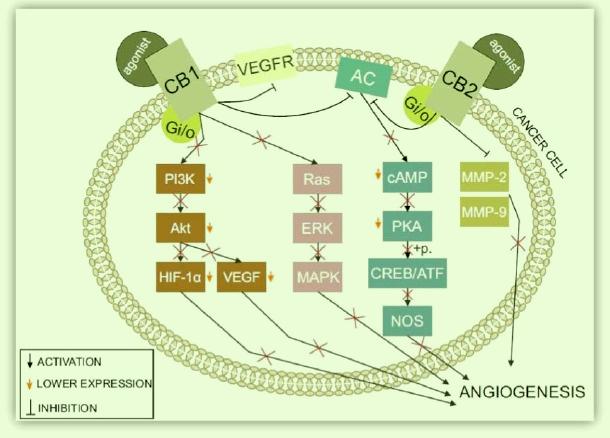 agonist
CB1
Gi/o
VEGFR
AC
agonist
CB2
Gi/o
CANCER CELL
PI3K
Ras
cAMP
MMP-2
MMP-9
Akt
ERK
PKA
+p.
HIF-1α
VEGF
MAPK
CREB/ATF
NOS
ANGIOGENESIS
ACTIVATION
LOWER EXPRESSION
INHIBITION